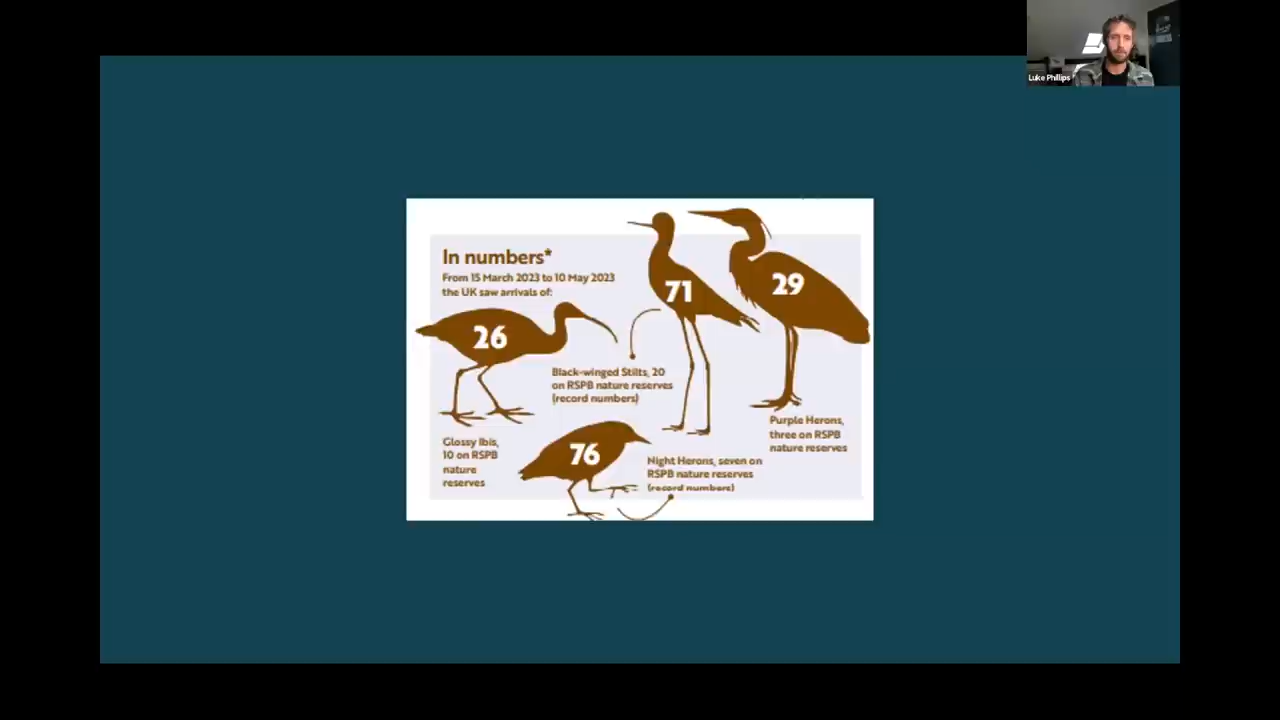 Luke Phillips
In numbers*
From 15 March 2023 to 10 May 2023
the UK saw arrivals of:
26
Glossy Ibis,
10 on RSPB
nature
reserves
71
Black-winged Stilts, 20
on RSPB nature reserves
(record numbers)
29
Purple Herons,
three on RSPB
nature reserves
76
Night Herons, seven on
RSPB nature reserves
(record numbers)